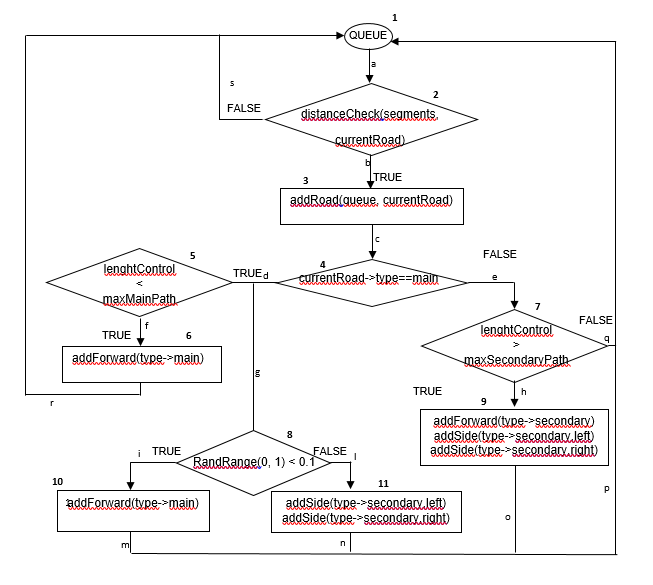 1
QUEUE
a
s
2
FALSE
distanceCheck(segments,
currentRoad)
b
TRUE
3
addRoad(queue, currentRoad)
c
FALSE
5
4
lenghtControl
<
maxMainPath
TRUE d
currentRoad->type==main
e
7
f
TRUE
6
lenghtControl
>
maxSecondaryPath
FALSE
q
addForward(type->main)
g
r
TRUE
h
9
addForward(type->secondary)
addSide(type->secondary,left)
addSide(type->secondary,right)
8
i
TRUE
RandRange(0, 1) < 0.1
FALSE
l
10
11
addForward(type->main)
addSide(type->secondary,left)
addSide(type->secondary,right)
p
m
n
o